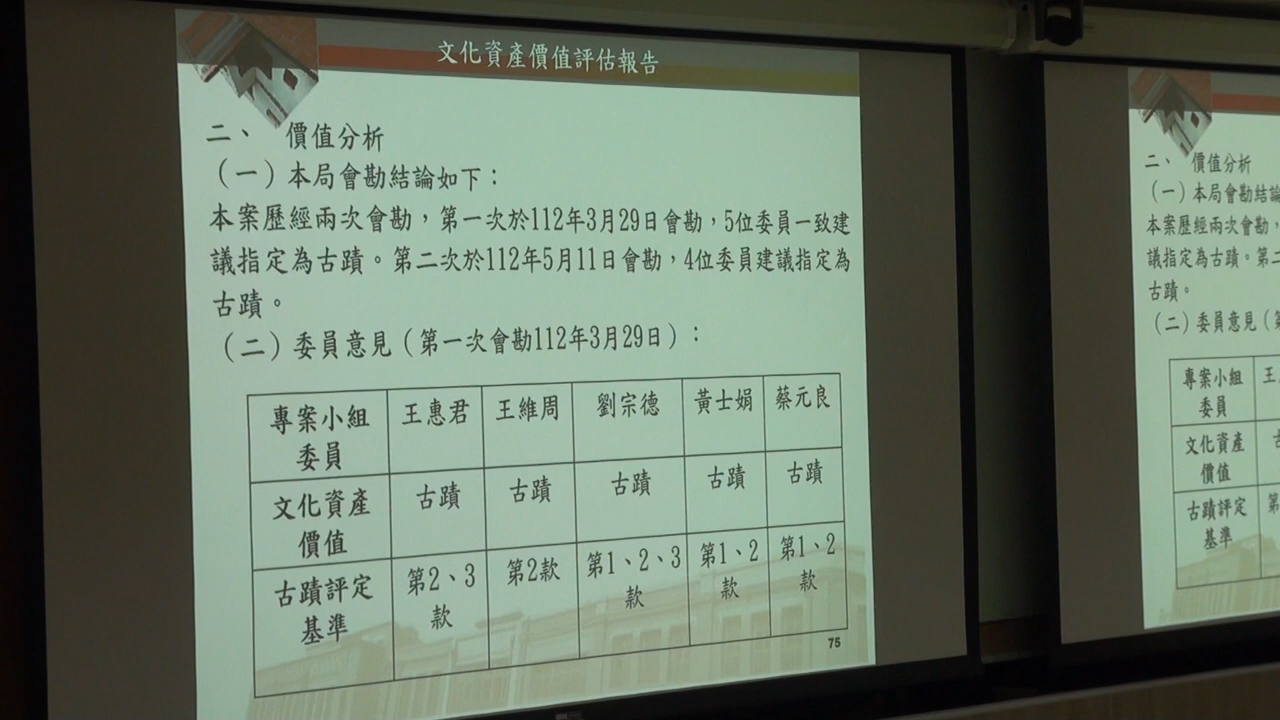 文化資產價值評估報告
二、 價值分析
（一）本局會勘結論如下：
本案歷經兩次會勘，第一次於112年3月29日會勘，5位委員一致建
議指定為古蹟。第二次於112年5月11日會勘，4位委員建議指定為
古蹟。
（二）委員意見（第一次會勘112年3月29日）：
專案小組委員 王惠君 王維周 劉宗德 黃士娟 蔡元良
文化資產價值 古蹟 古蹟 古蹟 古蹟 古蹟
古蹟評定基準 第2、3款 第2款 第1、2、3款 第1、2款 第1、2款
75
二、 價值分析
（一）本局會勘結
本案歷經兩次會勘，
議指定為古蹟。第二
古蹟。
（二）委員意見（
專案小組委員 王
文化資產價值
古蹟評定基準 第